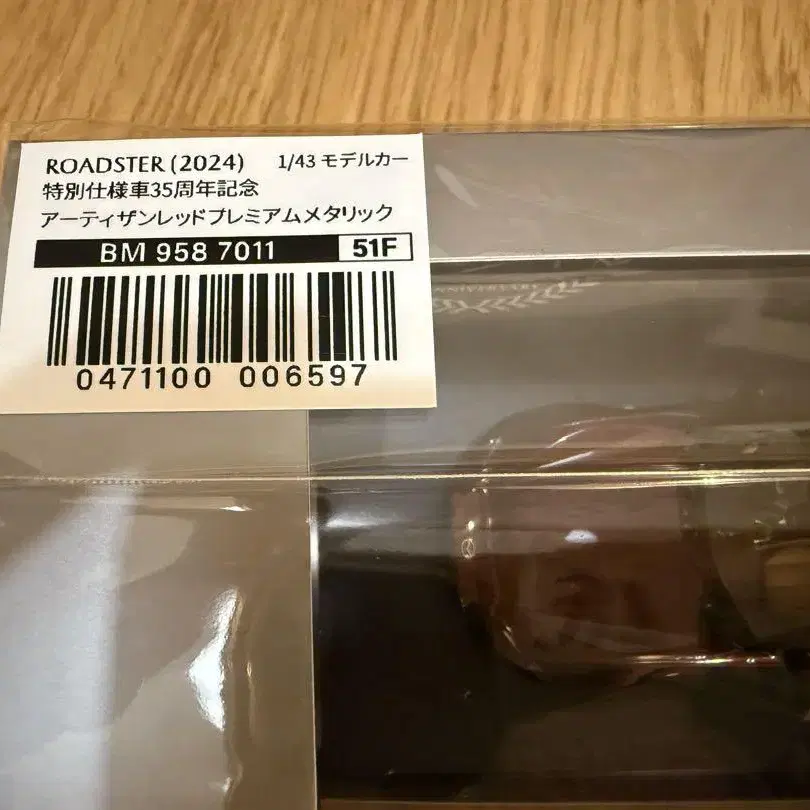 ROADSTER (2024) 1/43 モデルカー
特別仕様車35周年記念
アーティザンレッドプレミアムメタリック
BM 958 7011 51F
0471100 006597
ANNIVERSARY